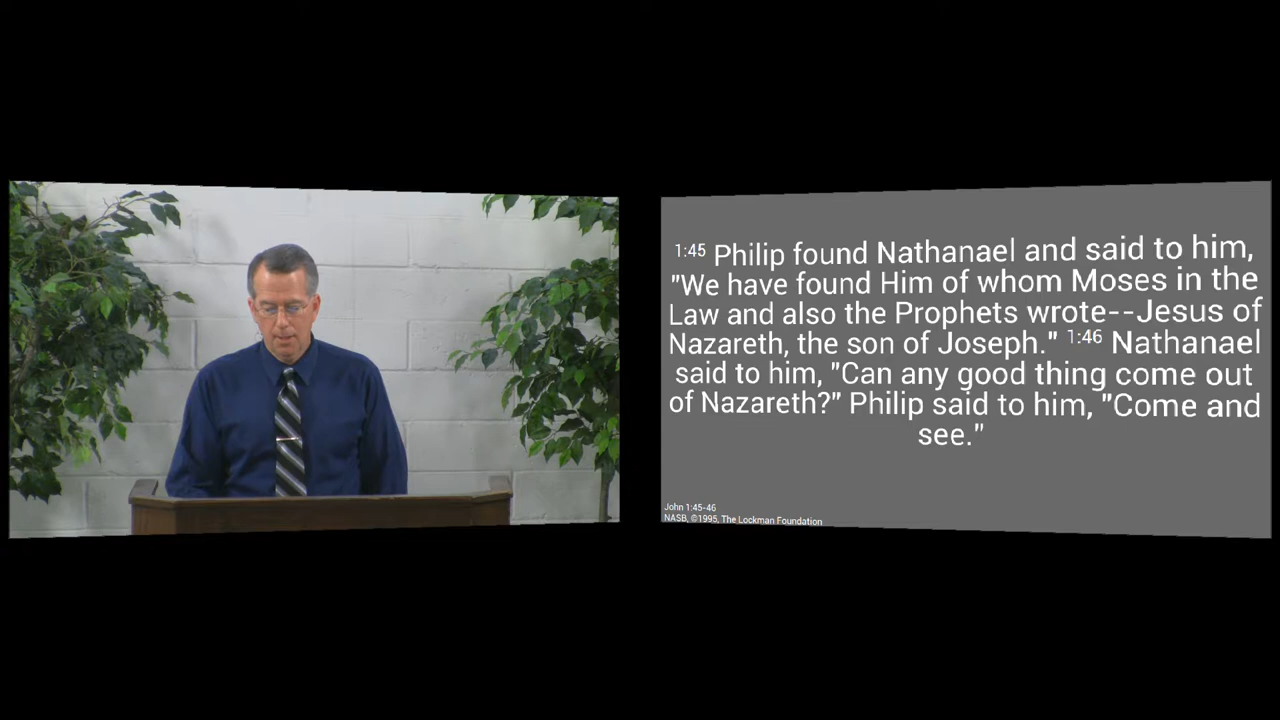 1:45 Philip found Nathanael and said to him,
"We have found Him of whom Moses in the
Law and also the Prophets wrote--Jesus of
Nazareth, the son of Joseph." 1:46 Nathanael
said to him, "Can any good thing come out
of Nazareth?" Philip said to him, "Come and
see."
John 1:45-46
NASB, ©1995, The Lockman Foundation